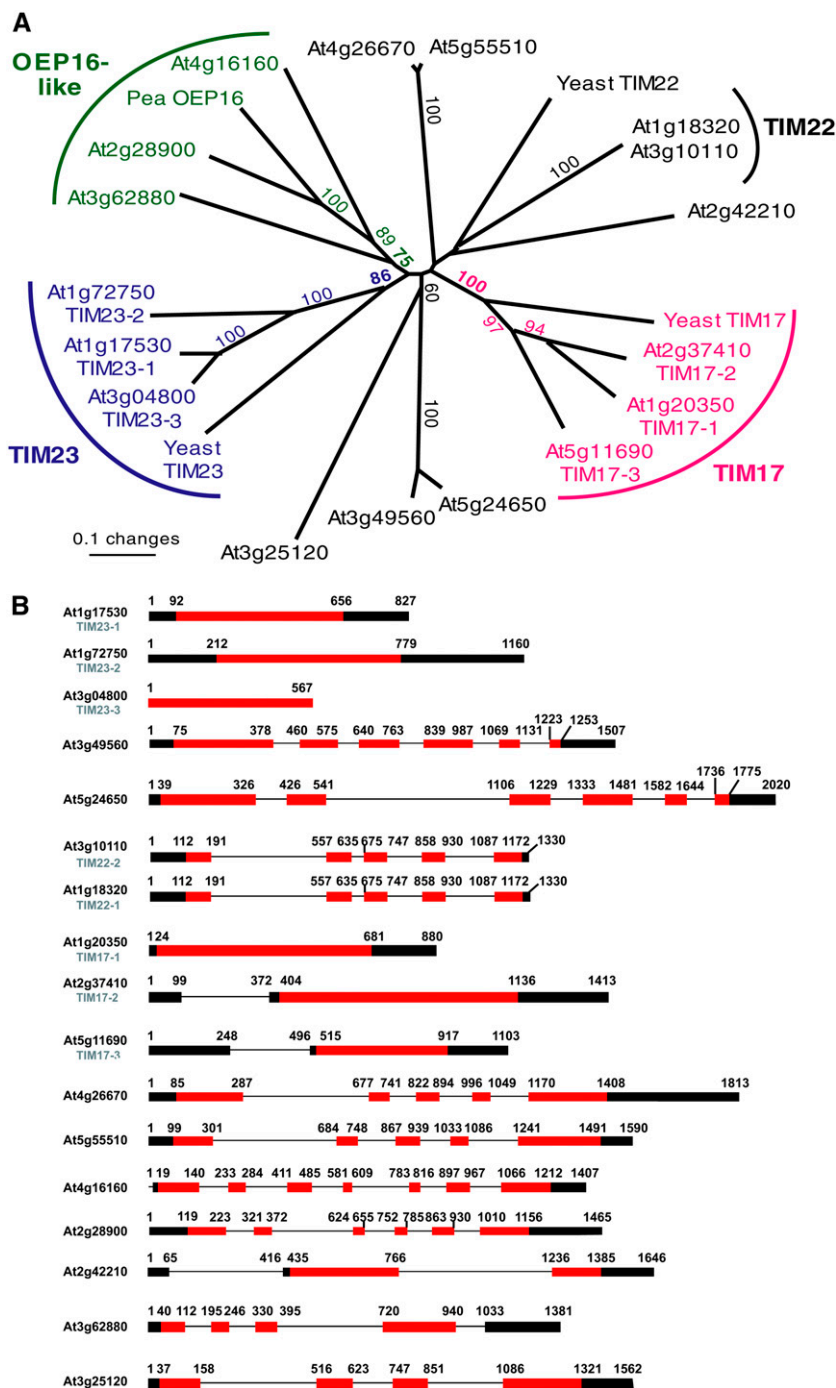 A
OEP16-
like
At4g16160
Pea OEP16
At2g28900
At3g62880
At4g26670
At5g55510
Yeast TIM22
At1g18320
At3g10110
TIM22
At2g42210
100
100
100
89
75
86
100
100
60
100
100
97
94
At1g72750
TIM23-2
At1g17530
TIM23-1
At3g04800
TIM23-3
Yeast
TIM23
TIM23
Yeast TIM17
At2g37410
TIM17-2
At1g20350
TIM17-1
At5g11690
TIM17-3
TIM17
At3g49560
At5g24650
At3g25120
0.1 changes
B
At1g17530
TIM23-1
1 92 656 827
At1g72750
TIM23-2
1 212 779 1160
At3g04800
TIM23-3
1 567
At3g49560
1 75 378 460 575 640 763 839 987 1069 1131 1223 1253 1507
At5g24650
1 39 326 426 541 1106 1229 1333 1481 1582 1644 1736 1775 2020
At3g10110
TIM22-2
1 112 191 557 635 675 747 858 930 1087 1172 1330
At1g18320
TIM22-1
1 112 191 557 635 675 747 858 930 1087 1172 1330
At1g20350
TIM17-1
1 24 681 880
At2g37410
TIM17-2
1 99 372 404 1136 1413
At5g11690
TIM17-3
1 248 496 515 917 1103
At4g26670
1 85 287 677 741 822 894 996 1049 1170 1408 1813
At5g55510
1 99 301 684 748 867 939 1033 1086 1241 1491 1590
At4g16160
1 19 140 233 284 411 485 581 609 783 816 897 967 1066 1212 1407
At2g28900
1 119 223 321 372 624 655 752 785 863 930 1010 1156 1465
At2g42210
1 65 416 435 766 1236 1385 1646
At3g62880
1 40 112 195 246 330 395 720 940 1033 1381
At3g25120
1 37 158 516 623 747 851 1086 1321 1562